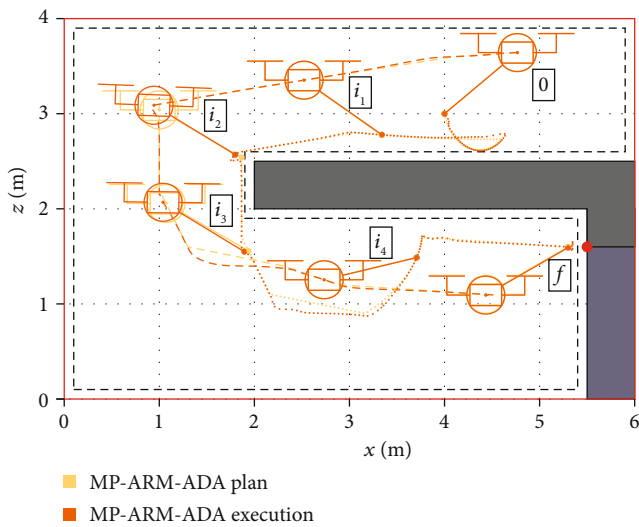 4
3
2
1
0
z (m)
0
i1
i2
i3
i4
f
0 1 2 3 4 5 6
x (m)
MP-ARM-ADA plan
MP-ARM-ADA execution